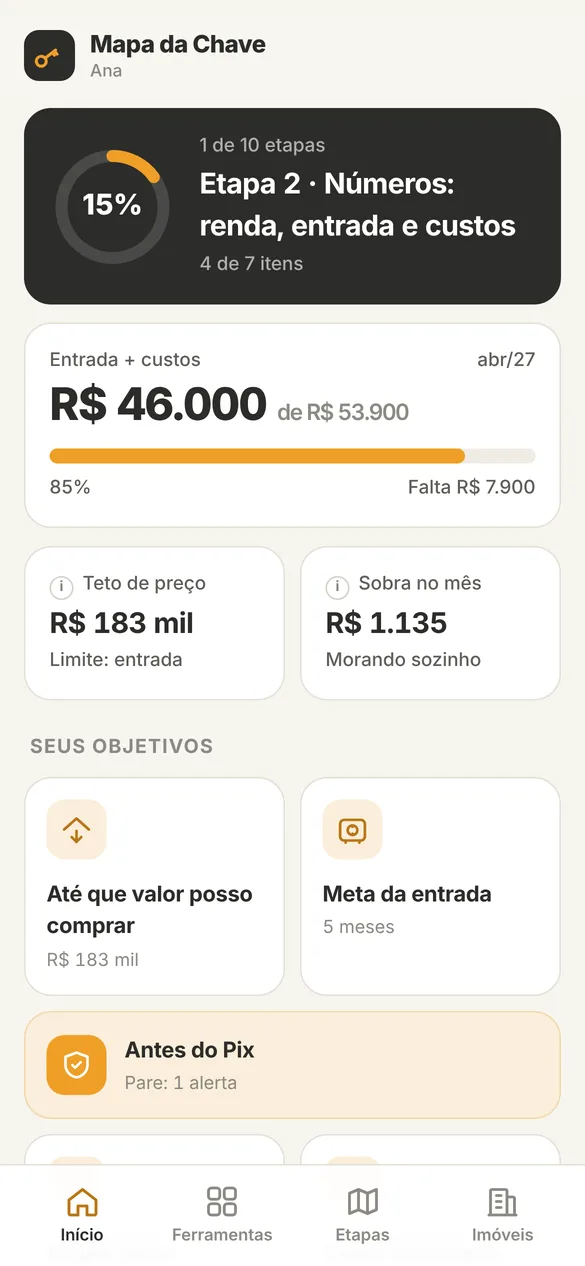 Mapa da Chave
Ana
1 de 10 etapas
15%
Etapa 2 · Números:
renda, entrada e custos
4 de 7 itens
Entrada + custos
abr/27
R$ 46.000 de R$ 53.900
85%
Falta R$ 7.900
i Teto de preço
R$ 183 mil
Limite: entrada
i Sobra no mês
R$ 1.135
Morando sozinho
SEUS OBJETIVOS
Até que valor posso
comprar
R$ 183 mil
Meta da entrada
5 meses
Antes do Pix
Pare: 1 alerta
Início
Ferramentas
Etapas
Imóveis